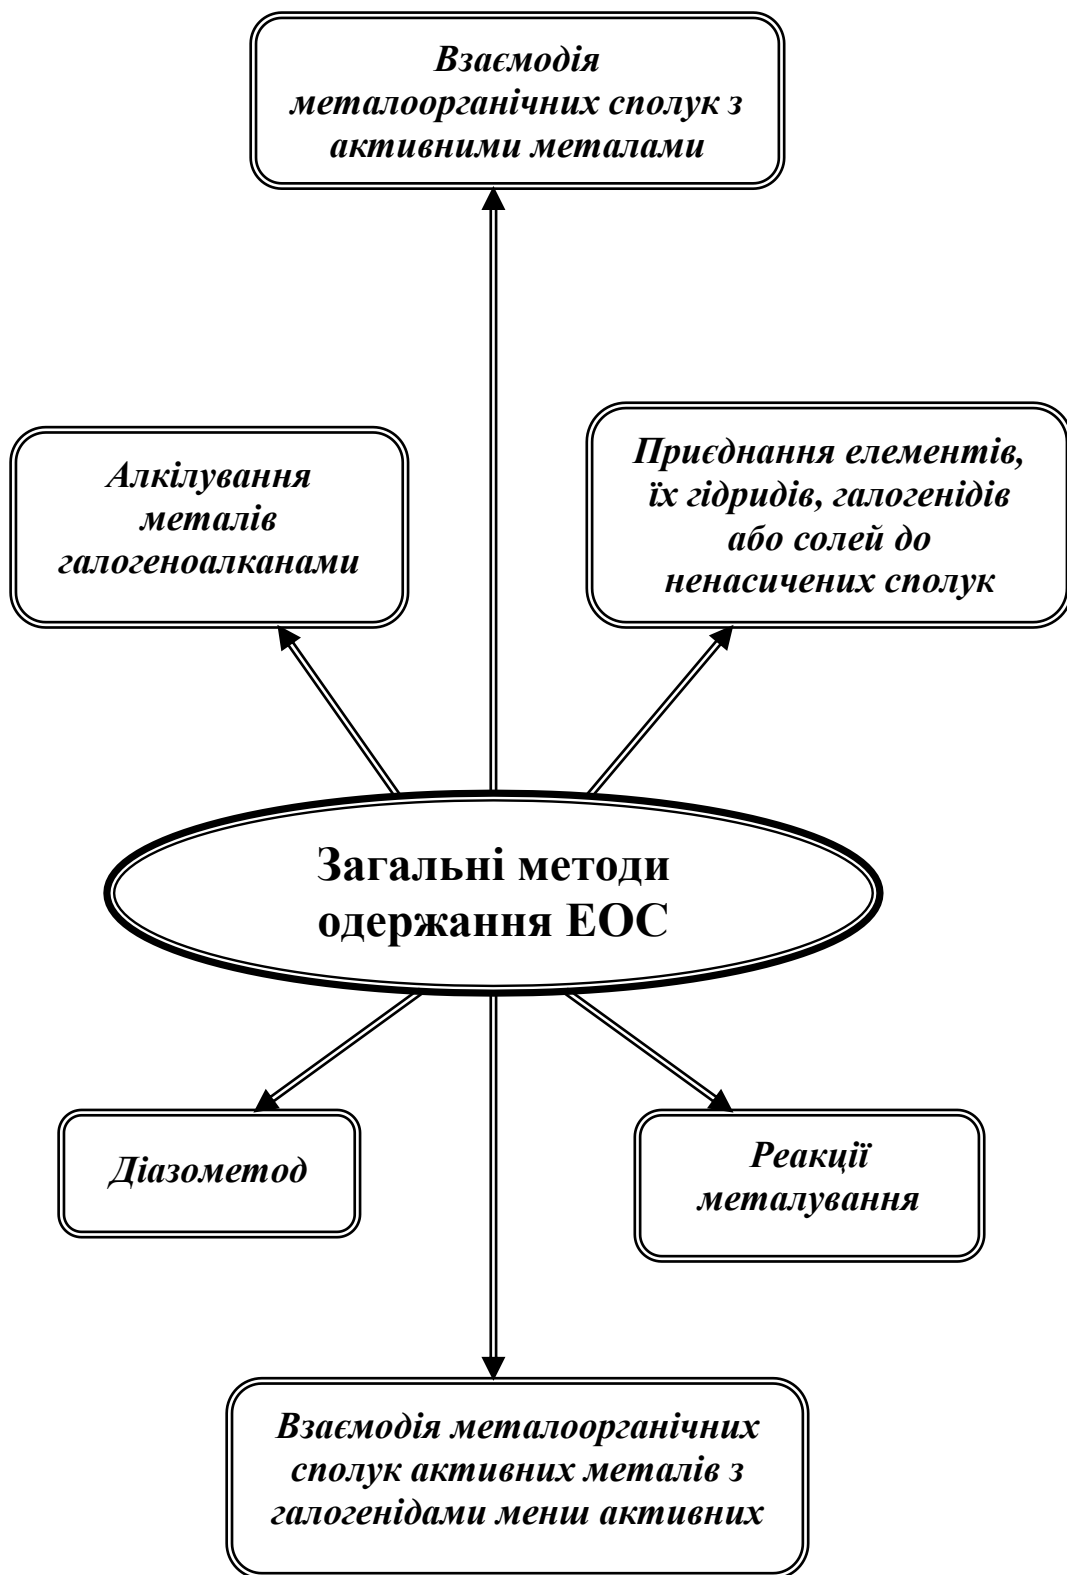 Взаємодія
металоорганічних сполук з
активними металами
Алкілування
металів
галогеноалканами
Приєднання елементів,
їх гідридів, галогенідів
або солей до
ненасичених сполук
Загальні методи
одержання ЕОС
Діазометод
Реакції
металування
Взаємодія металоорганічних
сполук активних металів з
галогенідами менш активних